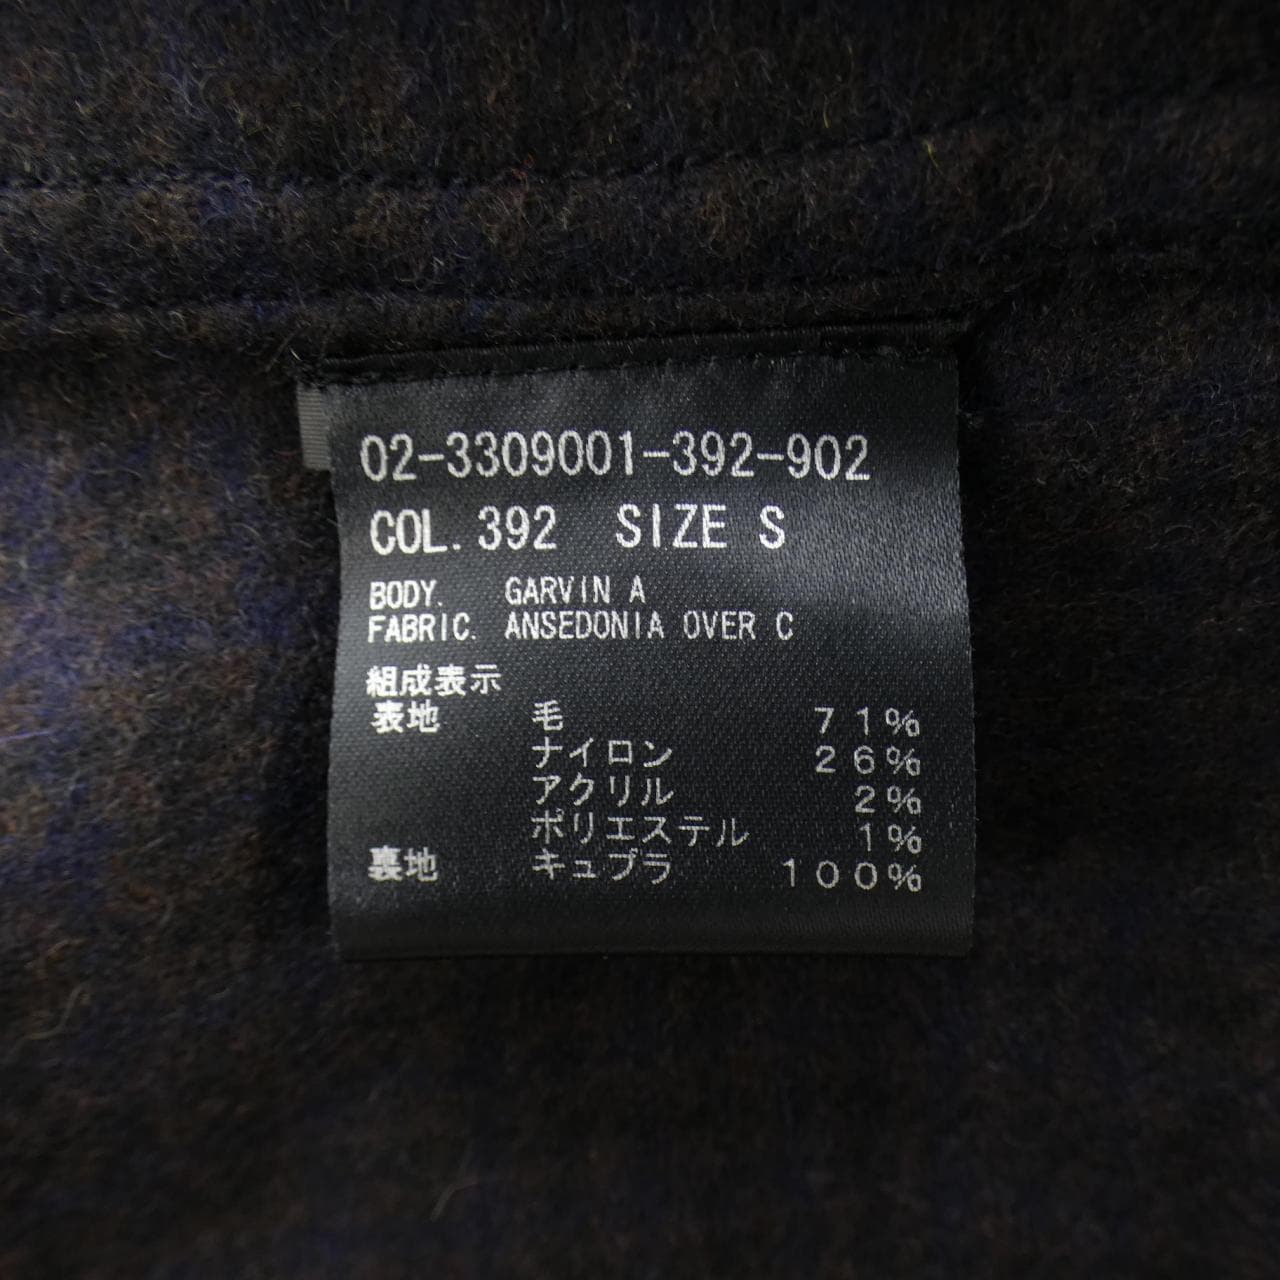 02-3309001-392-902
COL. 392 SIZE S
BODY. GARVIN A
FABRIC. ANSEDONIA OVER C
組成表示
表地 毛 71%
ナイロン 26%
アクリル 2%
ポリエステル 1%
裏地 キュプラ 100%